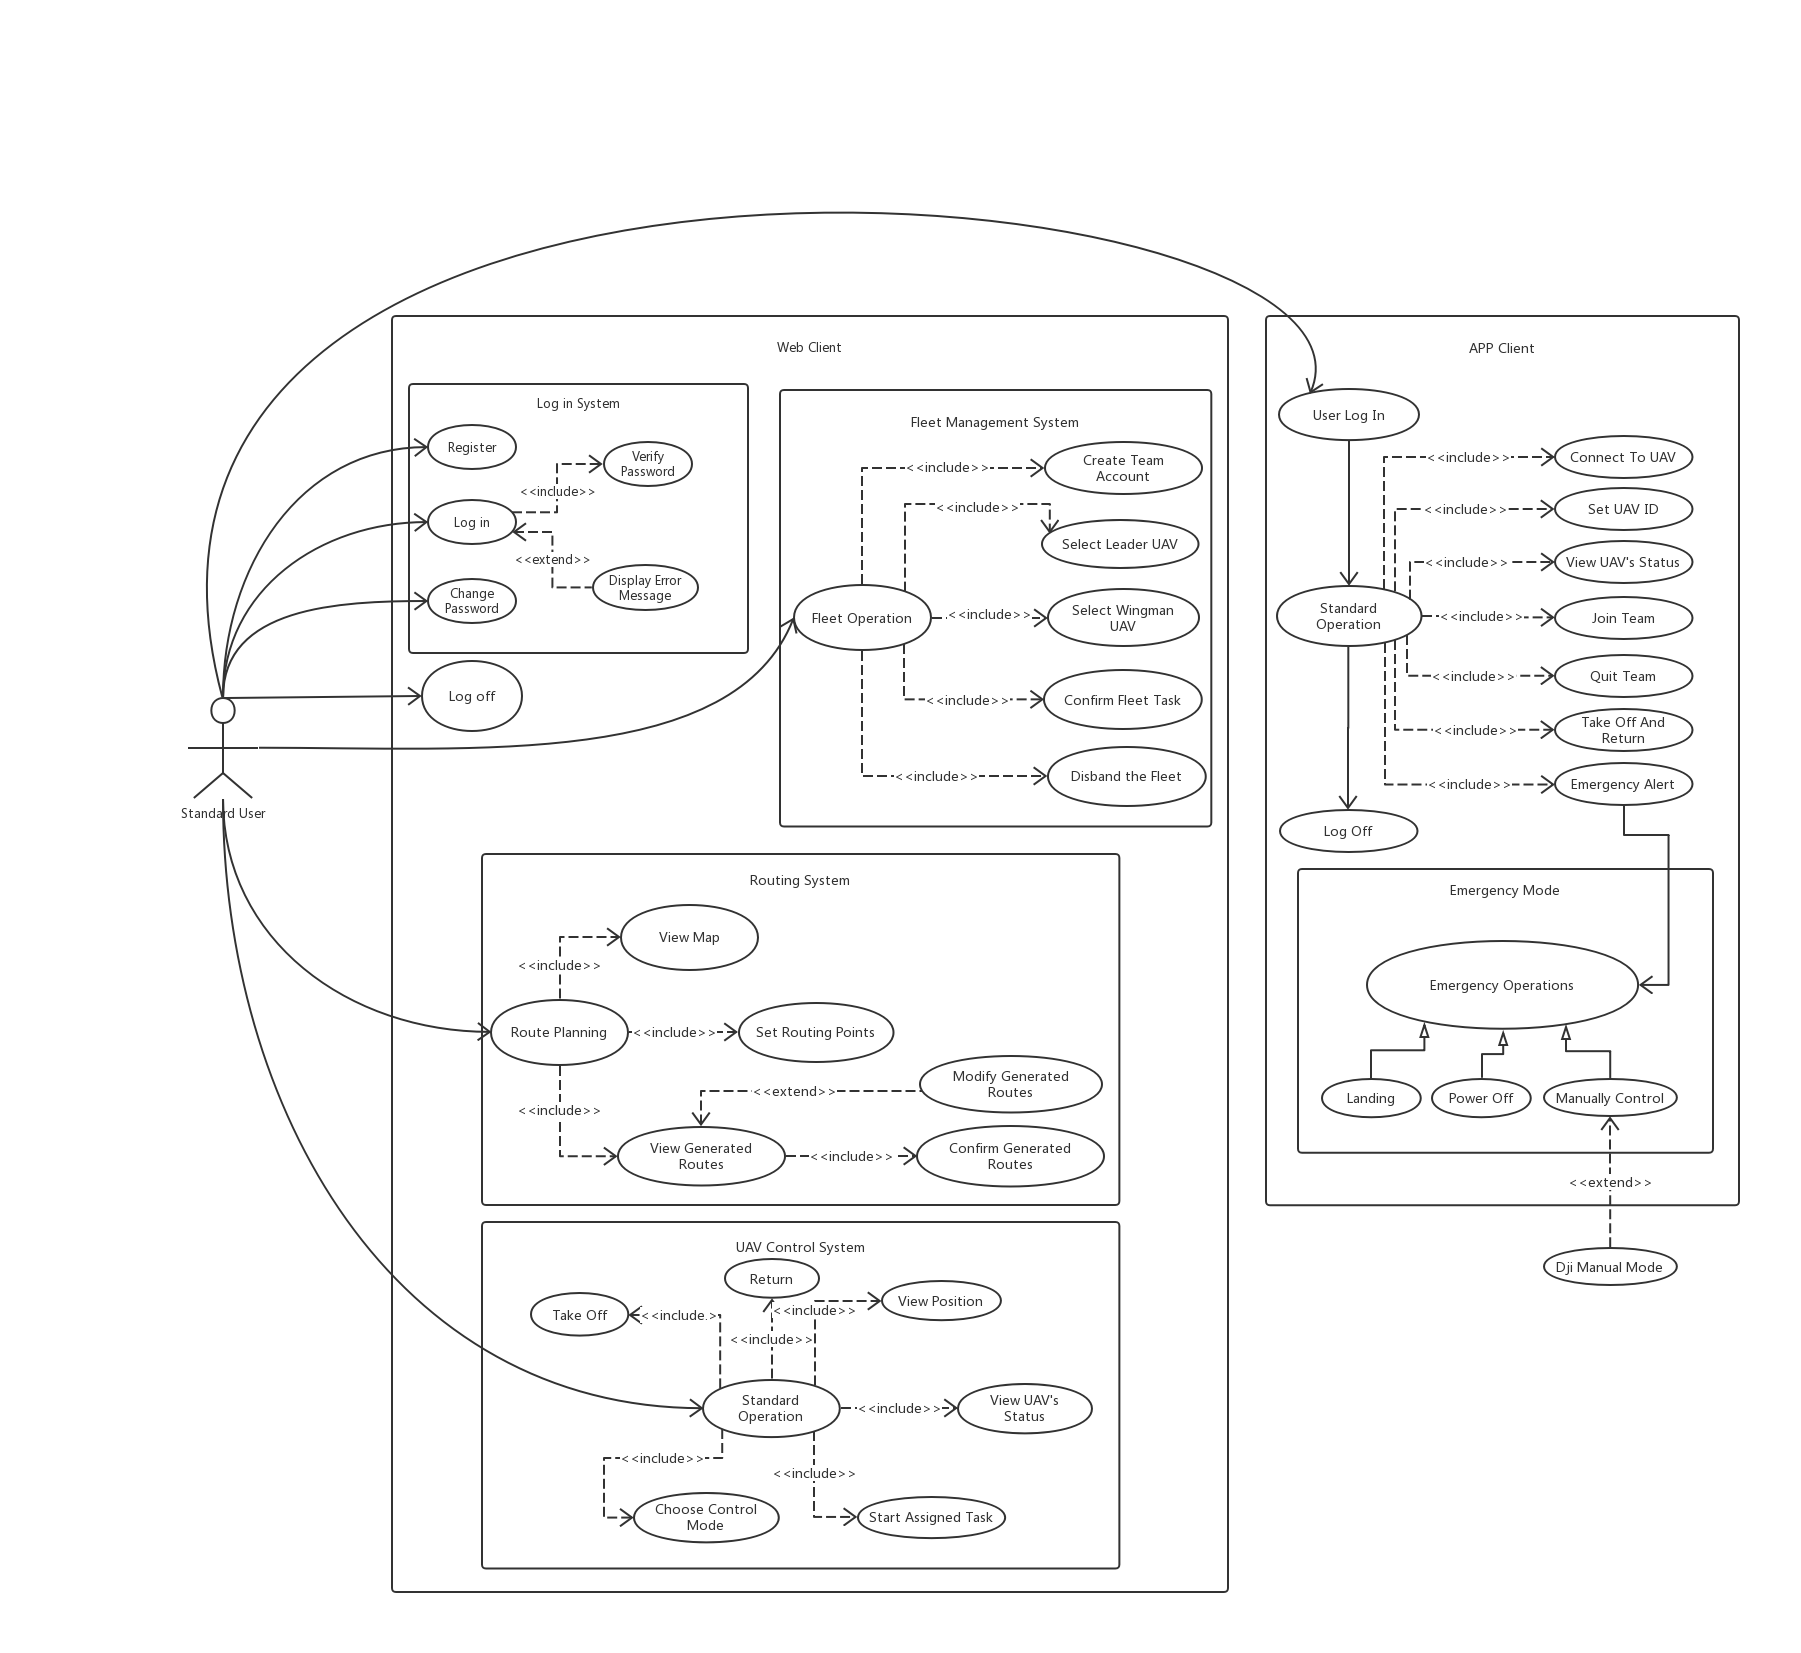 Web Client
Log in System
Register
Verify
Password
<<include>>
Log in
<<extend>>
Display Error
Message
Change
Password
Log off
Standard User
Fleet Management System
<<include>>
Create Team
Account
<<include>>
Select Leader UAV
Fleet Operation
<<include>>
Select Wingman
UAV
<<include>>
Confirm Fleet Task
<<include>>
Disband the Fleet
Routing System
View Map
<<include>>
Route Planning
<<include>>
Set Routing Points
<<include>>
<<extend>>
Modify Generated
Routes
View Generated
Routes
<<include>>
Confirm Generated
Routes
UAV Control System
Return
Take Off
<<include.>
<<include>>
View Position
<<include>>
Standard
Operation
<<include>>
View UAV's
Status
<<include>>
<<include>>
Choose Control
Mode
Start Assigned Task
APP Client
User Log In
<<include>>
Connect To UAV
<<include>>
Set UAV ID
<<include>>
View UAV's Status
Standard
Operation
<<include>>
Join Team
<<include>>
Quit Team
<<include>>
Take Off And
Return
<<include>>
Emergency Alert
Log Off
Emergency Mode
Emergency Operations
Landing
Power Off
Manually Control
<<extend>>
Dji Manual Mode